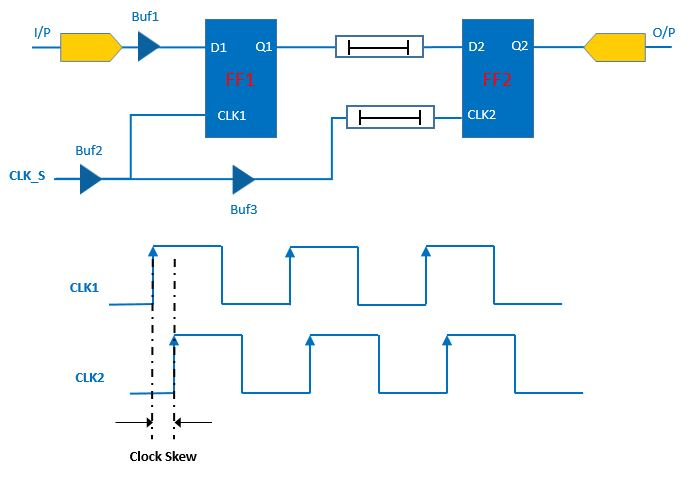 Buf1
I/P
D1
Q1
FF1
CLK1
D2
Q2
FF2
CLK2
O/P
Buf2
CLK_S
Buf3
CLK1
CLK2
Clock Skew